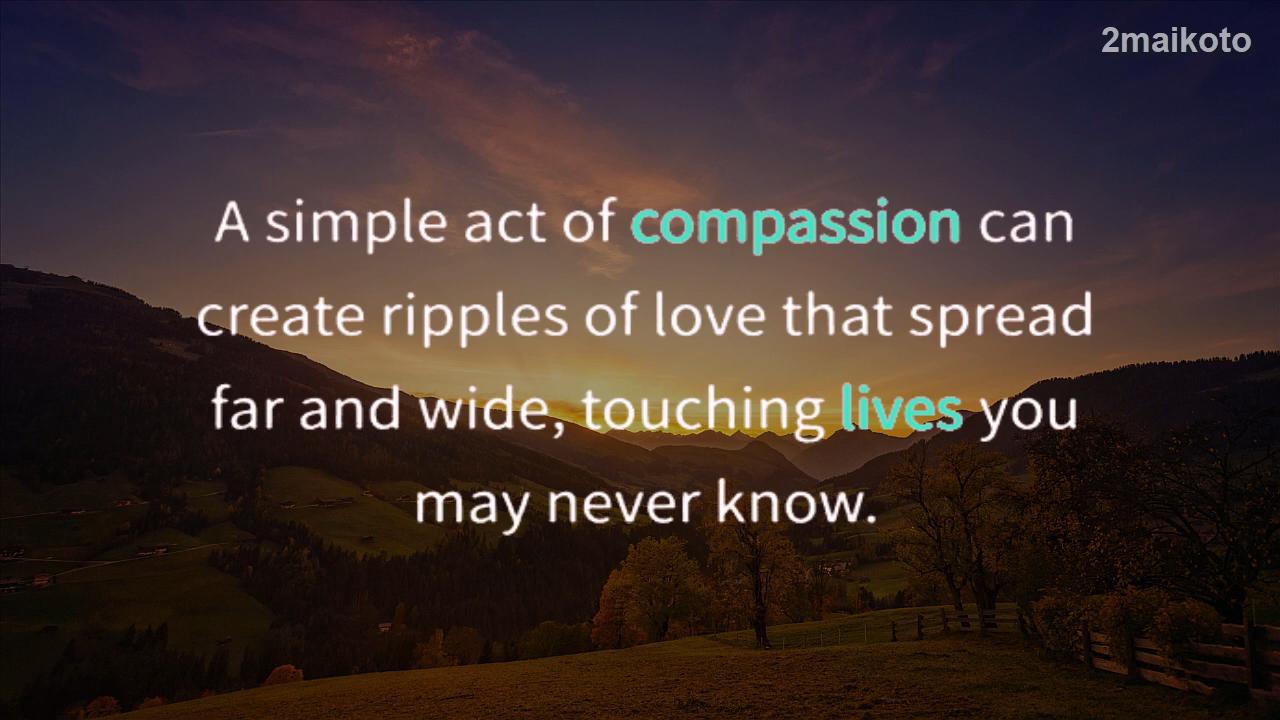 2maikoto
A simple act of compassion can
create ripples of love that spread
far and wide, touching lives you
may never know.